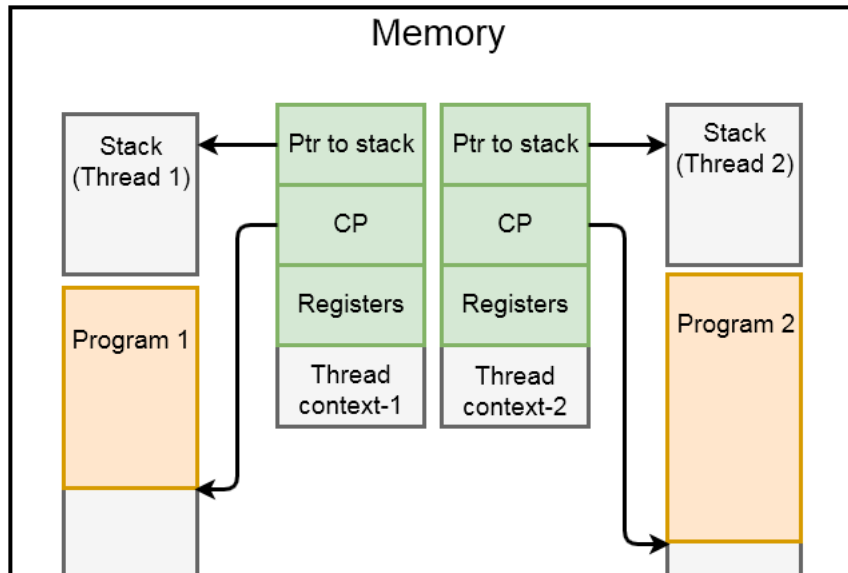 Memory
Stack
(Thread 1)
Ptr to stack
Ptr to stack
Stack
(Thread 2)
CP
CP
Registers
Registers
Program 1
Program 2
Thread
context-1
Thread
context-2